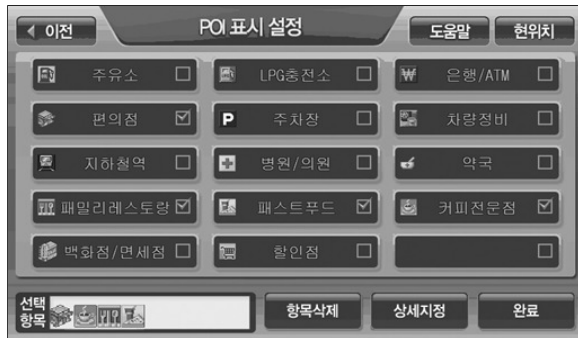 이전 POI 표시 설정 도움말 현위치
주유소 LPG충전소 은행/ATM
편의점 P 주차장 차량정비
지하철역 병원/의원 약국
패밀리레스토랑 패스트푸드 커피전문점
백화점/면세점 할인점
선택
항목 항목삭제 상세지정 완료